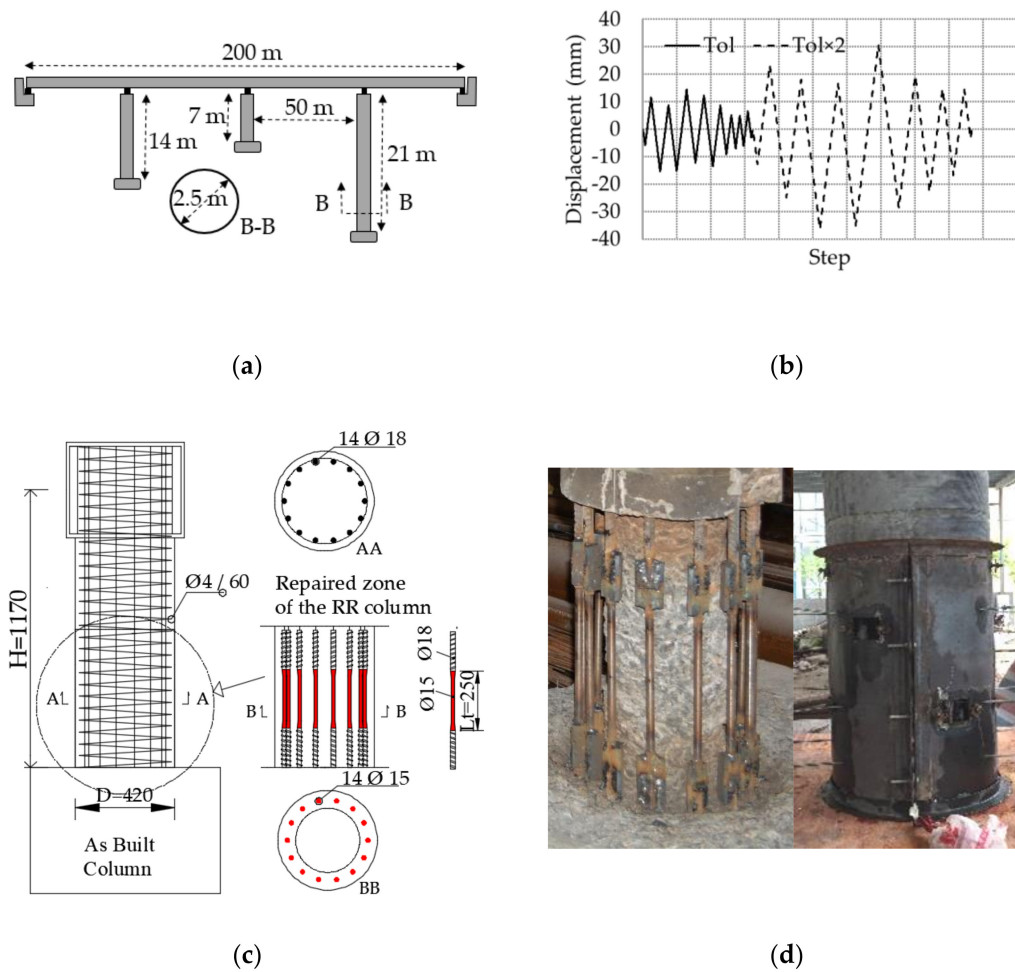 200 m
7 m
50 m
14 m
21 m
2.5 m
B B
B-B
(a)
Displacement (mm)
40
30
20
10
0
-10
-20
-30
-40
Tol Tol×2
Step
(b)
14 Ø 18
AA
Ø4 / 60
Repaired zone
of the RR column
H=1170
A A
B B
Ø18
Ø15
Lt=250
14 Ø 15
D=420
As Built
Column
BB
(c)
(d)